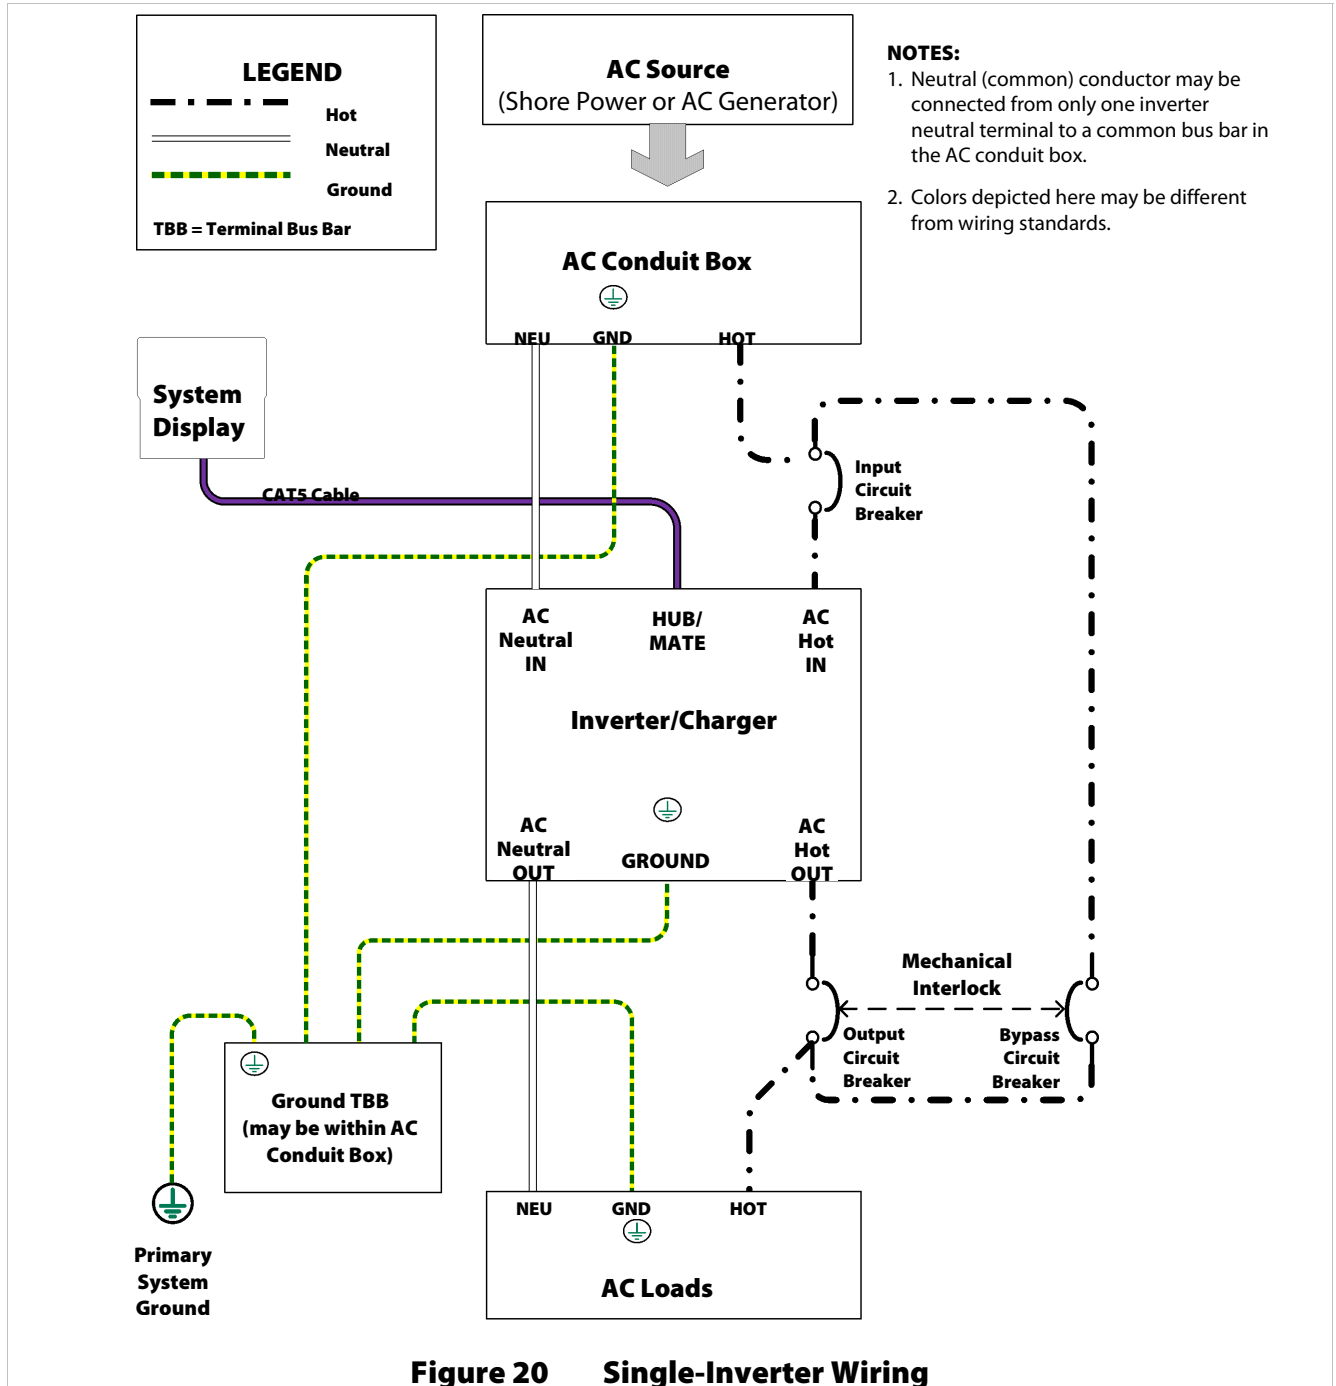 LEGEND
Hot
Neutral
Ground
TBB = Terminal Bus Bar
AC Source
(Shore Power or AC Generator)
NOTES:
1. Neutral (common) conductor may be
connected from only one inverter
neutral terminal to a common bus bar in
the AC conduit box.
2. Colors depicted here may be different
from wiring standards.
AC Conduit Box
NEU
GND
HOT
System
Display
CAT5 Cable
Input
Circuit
Breaker
AC
Neutral
IN
HUB/
MATE
AC
Hot
IN
Inverter/Charger
AC
Neutral
OUT
GROUND
AC
Hot
OUT
Mechanical
Interlock
Output
Circuit
Breaker
Bypass
Circuit
Breaker
Ground TBB
(may be within AC
Conduit Box)
Primary
System
Ground
NEU
GND
HOT
AC Loads
Figure 20 Single-Inverter Wiring